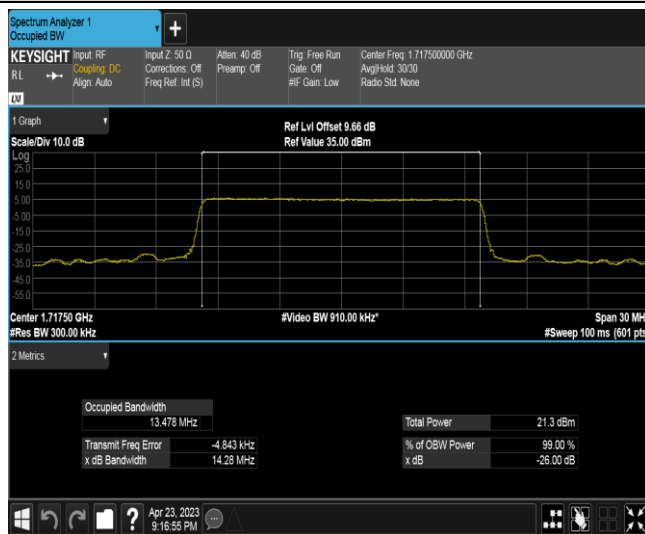 Spectrum Analyzer 1
Occupied BW
+
KEYSIGHT Input: RF Input Z: 50 Ω Atten: 40 dB Trig: Free Run Center Freq: 1.717500000 GHz
RL Coupling: DC Corrections: Off Preamp: Off Gate: Off Avg|Hold: 30/30
Align: Auto Freq Ref: Int (S) #IF Gain: Low Radio Std: None
LXI
1 Graph
Ref Lvl Offset 9.66 dB
Scale/Div 10.0 dB Ref Value 35.00 dBm
Log
25.0
15.0
5.00
-5.00
-15.0
-25.0
-35.0
-45.0
-55.0
Center 1.71750 GHz #Video BW 910.00 kHz* Span 30 MH
#Res BW 300.00 kHz #Sweep 100 ms (601 pts
2 Metrics
Occupied Bandwidth
13.478 MHz Total Power 21.3 dBm
Transmit Freq Error -4.843 kHz % of OBW Power 99.00 %
x dB Bandwidth 14.28 MHz x dB -26.00 dB
? Apr 23, 2023
9:16:55 PM